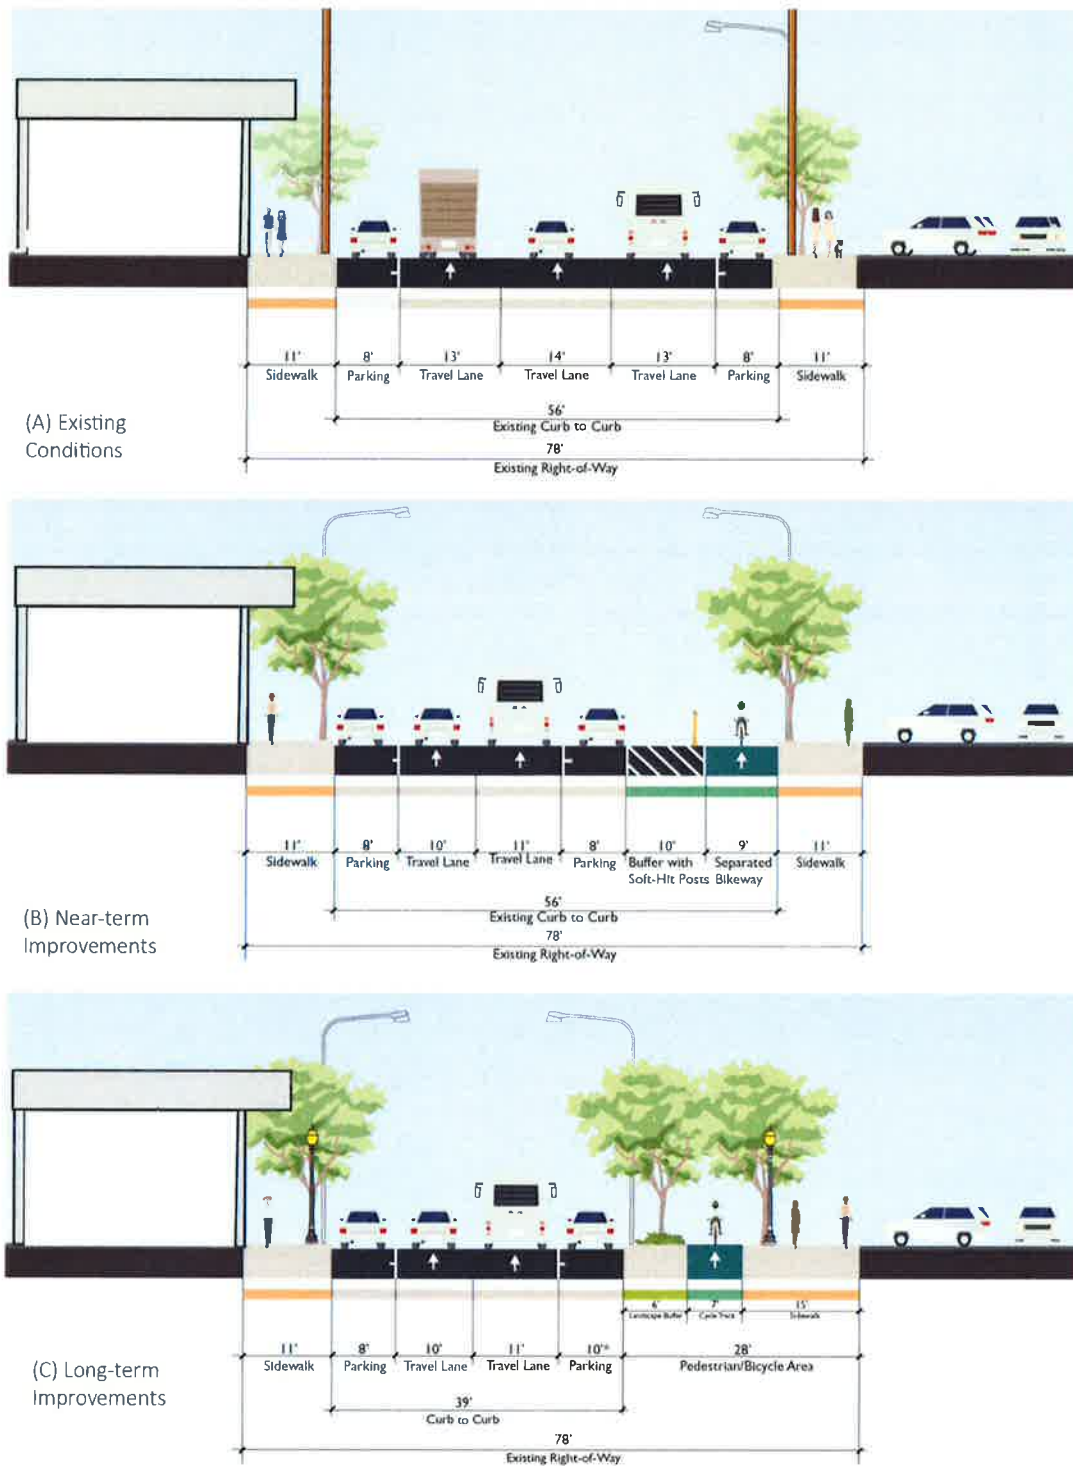 11' 8' 13' 14' 13' 8' 11'
Sidewalk Parking Travel Lane Travel Lane Travel Lane Parking Sidewalk
56'
Existing Curb to Curb
(A) Existing
Conditions
78'
Existing Right-of-Way
11' 8' 10' 11' 8' 10' 9' 11'
Sidewalk Parking Travel Lane Travel Lane Parking Buffer with Separated Sidewalk
Soft-Hit Posts Bikeway
56'
Existing Curb to Curb
(B) Near-term
Improvements
78'
Existing Right-of-Way
6' 7' 15'
Landscape Buffer Cycle Track Sidewalk
11' 8' 10' 11' 10'* 28'
Sidewalk Parking Travel Lane Travel Lane Parking Pedestrian/Bicycle Area
(C) Long-term
Improvements
39'
Curb to Curb
78'
Existing Right-of-Way